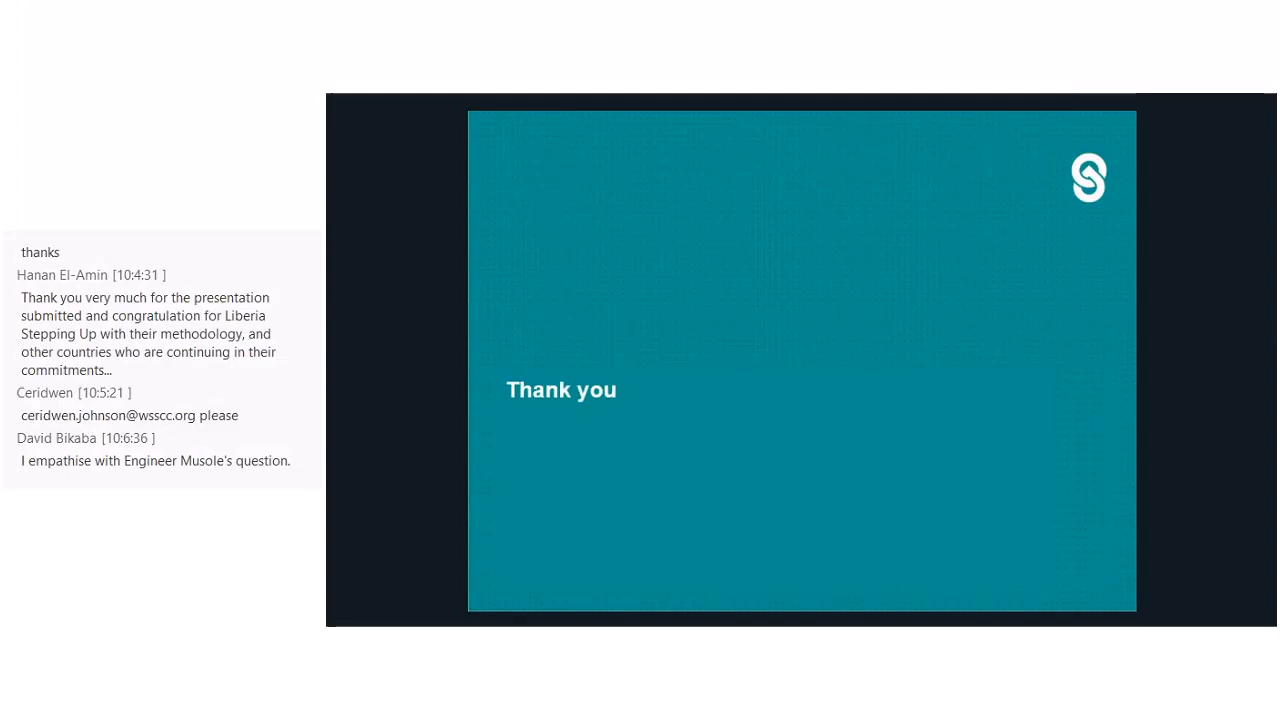 thanks
Hanan El-Amin [10:4:31 ]
Thank you very much for the presentation
submitted and congratulation for Liberia
Stepping Up with their methodology, and
other countries who are continuing in their
commitments...
Ceridwen [10:5:21 ]
ceridwen.johnson@wsscc.org please
David Bikaba [10:6:36 ]
I empathise with Engineer Musole's question.
Thank you